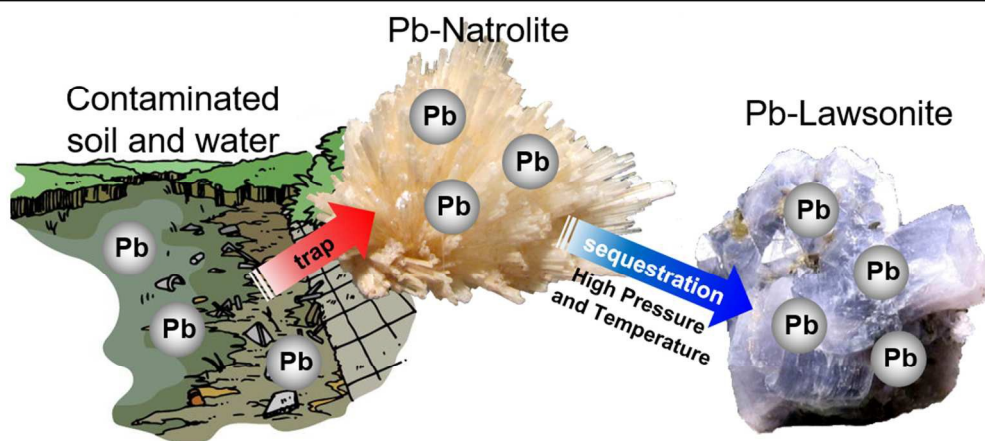 Pb-Natrolite
Contaminated
soil and water
Pb-Lawsonite
Pb
Pb
Pb
Pb
Pb
Pb
trap
sequestration
High Pressure
and Temperature
Pb
Pb
Pb
Pb